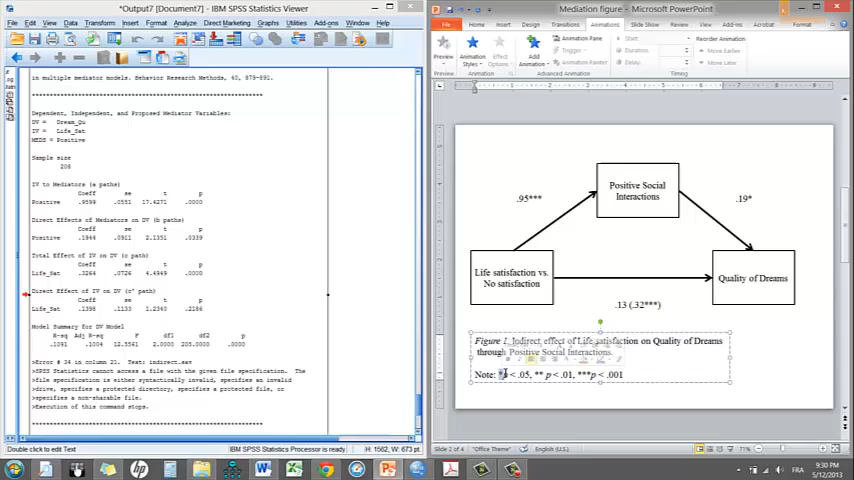 *Output7 [Document7] - IBM SPSS Statistics Viewer
File Edit View Data Transform Insert Format Analyze Direct Marketing Graphs Utilities Add-ons Window Help
in multiple mediator models. Behavior Research Methods, 40, 879-891.
Dependent, Independent, and Proposed Mediator Variables:
DV = Dream_Qu
IV = Life_Sat
MEDS = Positive
Sample size
208
IV to Mediators (a paths)
Coeff se t p
Positive .9599 .0551 17.4271 .0000
Direct Effects of Mediators on DV (b paths)
Coeff se t p
Positive .1944 .0911 2.1351 .0339
Total Effect of IV on DV (c path)
Coeff se t p
Life_Sat .3264 .0726 4.4949 .0000
Direct Effect of IV on DV (c' path)
Coeff se t p
Life_Sat .1398 .1133 1.2340 .2186
Model Summary for DV Model
R-sq Adj R-sq F df1 df2 p
.1091 .1004 12.5561 2.0000 205.0000 .0000
>Error # 34 in column 21. Text: indirect.sav
>SPSS Statistics cannot access a file with the given file specification. The
>file specification is either syntactically invalid, specifies an invalid
>drive, specifies a protected directory, specifies a protected file, or
>specifies a non-sharable file.
>Execution of this command stops.
Double click to edit Text
IBM SPSS Statistics Processor is ready
H: 1562, W: 673 pt.
Mediation figure - Microsoft PowerPoint
File Home Insert Design Transitions Animations Slide Show Review View Acrobat Format
Preview
Animation Styles
Effect Options
Add Animation
Animation Pane
Trigger
Animation Painter
Start:
Duration:
Delay:
Reorder Animation
Move Earlier
Move Later
Preview Animation Advanced Animation Timing
Positive Social
Interactions
.95***
.19*
Life satisfaction vs.
No satisfaction
Quality of Dreams
.13 (.32***)
Figure 1. Indirect effect of Life satisfaction on Quality of Dreams
through Positive Social Interactions.
Note: *p < .05, ** p < .01, ***p < .001
Slide 2 of 4
"Office Theme"
English (U.S.)
71%
FRA
9:30 PM
5/12/2013